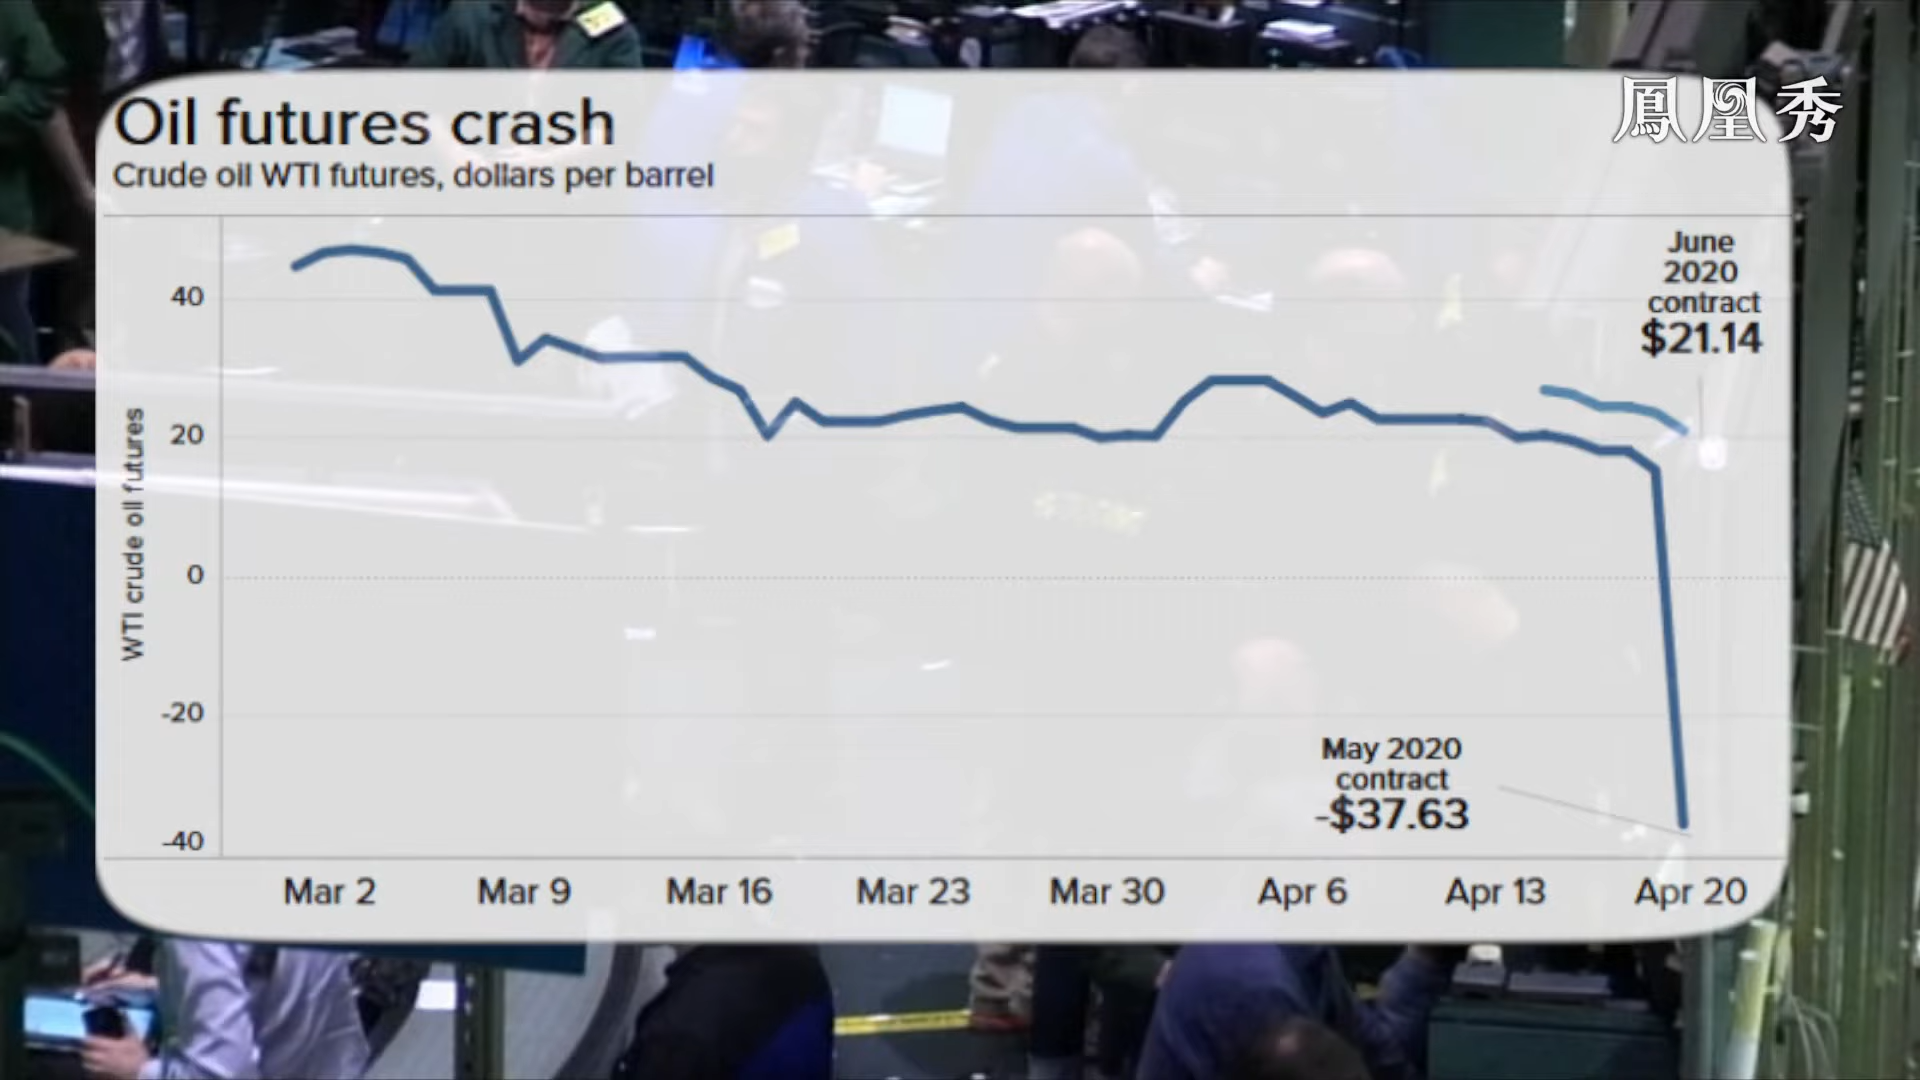 Oil futures crash
Crude oil WTI futures, dollars per barrel
鳳凰秀
June
2020
contract
$21.14
40
20
0
-20
-40
WTI crude oil futures
May 2020
contract
-$37.63
Mar 2
Mar 9
Mar 16
Mar 23
Mar 30
Apr 6
Apr 13
Apr 20